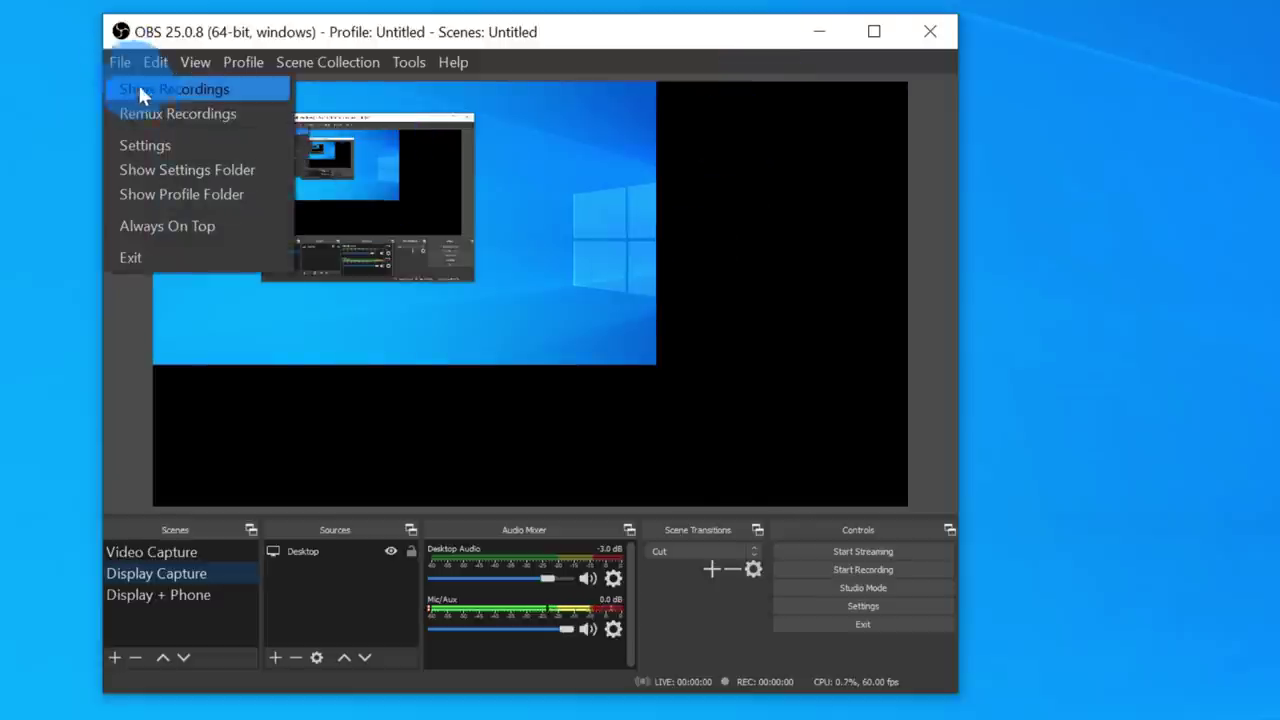 OBS 25.0.8 (64-bit, windows) - Profile: Untitled - Scenes: Untitled
File Edit View Profile Scene Collection Tools Help
Show Recordings
Remux Recordings
Settings
Show Settings Folder
Show Profile Folder
Always On Top
Exit
Scenes
Video Capture
Display Capture
Display + Phone
Sources
Desktop
Audio Mixer
Desktop Audio -3.0 dB
Mic/Aux 0.0 dB
Scene Transitions
Cut
Controls
Start Streaming
Start Recording
Studio Mode
Settings
Exit
LIVE: 00:00:00 REC: 00:00:00 CPU: 0.7%, 60.00 fps